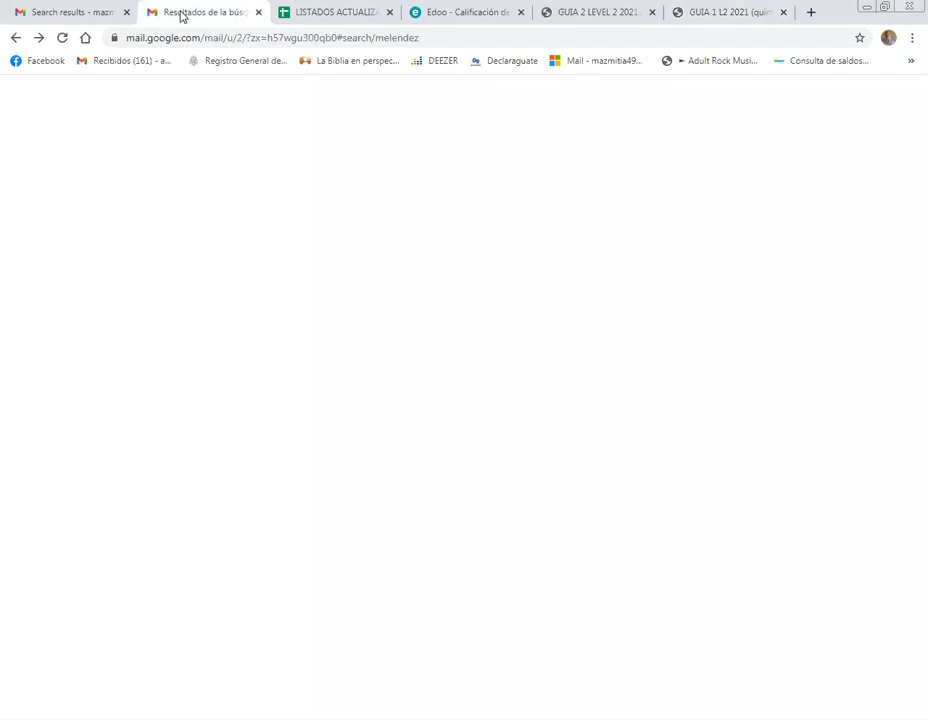 Search results - mazm
Resultados de la búsq
LISTADOS ACTUALIZA
Edoo - Calificación de
GUIA 2 LEVEL 2 2021
GUIA 1 L2 2021 (quim
mail.google.com/mail/u/2/?zx=h57wgu300qb0#search/melendez
Facebook
Recibidos (161) - a...
Registro General de...
La Biblia en perspec...
DEEZER
Declaraguate
Mail - mazmitia49...
► Adult Rock Musi...
Consulta de saldos...
»